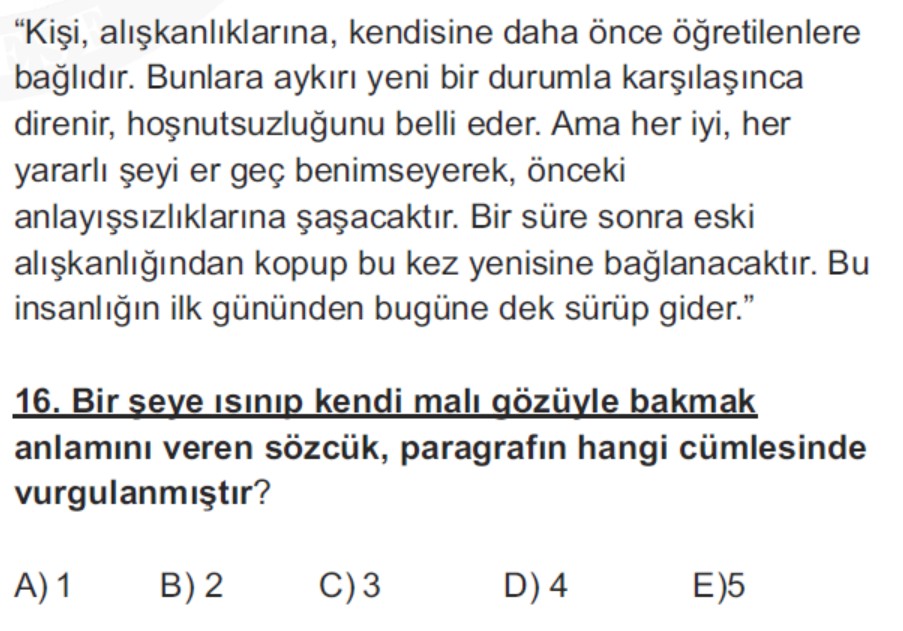 “Kişi, alışkanlıklarına, kendisine daha önce öğretilenlere
bağlıdır. Bunlara aykırı yeni bir durumla karşılaşınca
direnir, hoşnutsuzluğunu belli eder. Ama her iyi, her
yararlı şeyi er geç benimseyerek, önceki
anlayışsızlıklarına şaşacaktır. Bir süre sonra eski
alışkanlığından kopup bu kez yenisine bağlanacaktır. Bu
insanlığın ilk gününden bugüne dek sürüp gider.”
16. Bir şeye ısınıp kendi malı gözüyle bakmak
anlamını veren sözcük, paragrafın hangi cümlesinde
vurgulanmıştır?
A) 1 B) 2 C) 3 D) 4 E)5